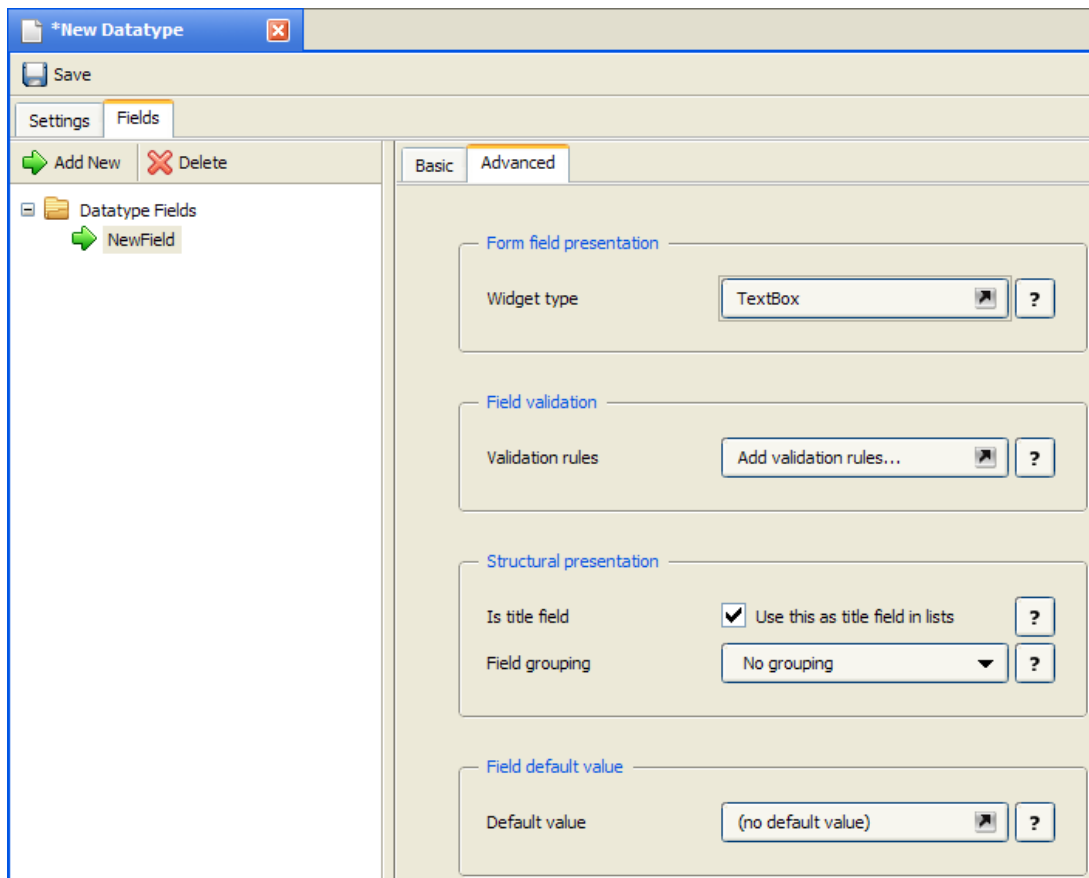 *New Datatype
Save
Settings Fields
Add New Delete
Datatype Fields
NewField
Basic Advanced
Form field presentation
Widget type TextBox ?
Field validation
Validation rules Add validation rules... ?
Structural presentation
Is title field Use this as title field in lists ?
Field grouping No grouping ?
Field default value
Default value (no default value) ?